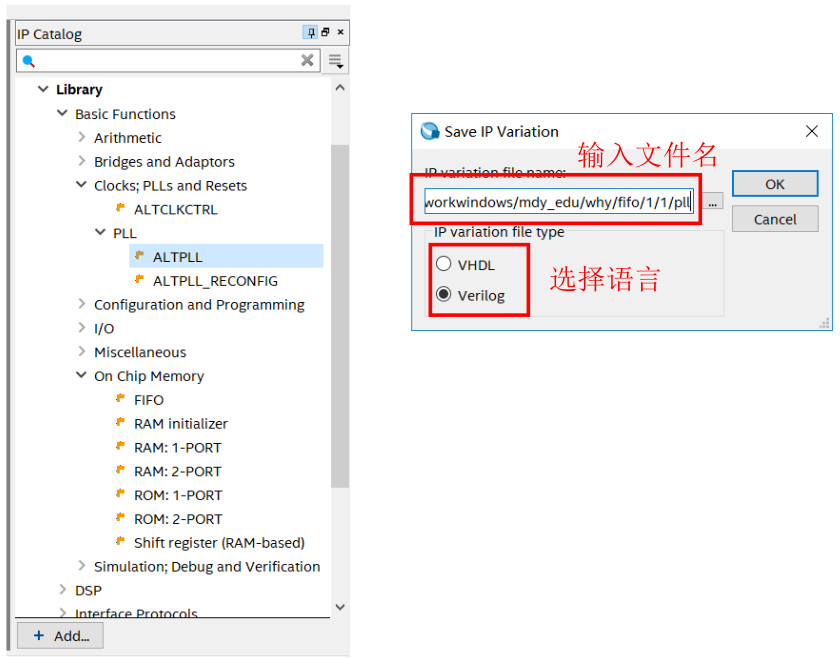 IP Catalog
Library
Basic Functions
Arithmetic
Bridges and Adaptors
Clocks; PLLs and Resets
ALTCLKCTRL
PLL
ALTPLL
ALTPLL_RECONFIG
Configuration and Programming
I/O
Miscellaneous
On Chip Memory
FIFO
RAM initializer
RAM: 1-PORT
RAM: 2-PORT
ROM: 1-PORT
ROM: 2-PORT
Shift register (RAM-based)
Simulation; Debug and Verification
DSP
Interface Protocols
+ Add...
Save IP Variation
输入文件名
IP variation file name:
workwindows/mdy_edu/why/fifo/1/1/pll
...
OK
Cancel
IP variation file type
VHDL
Verilog
选择语言